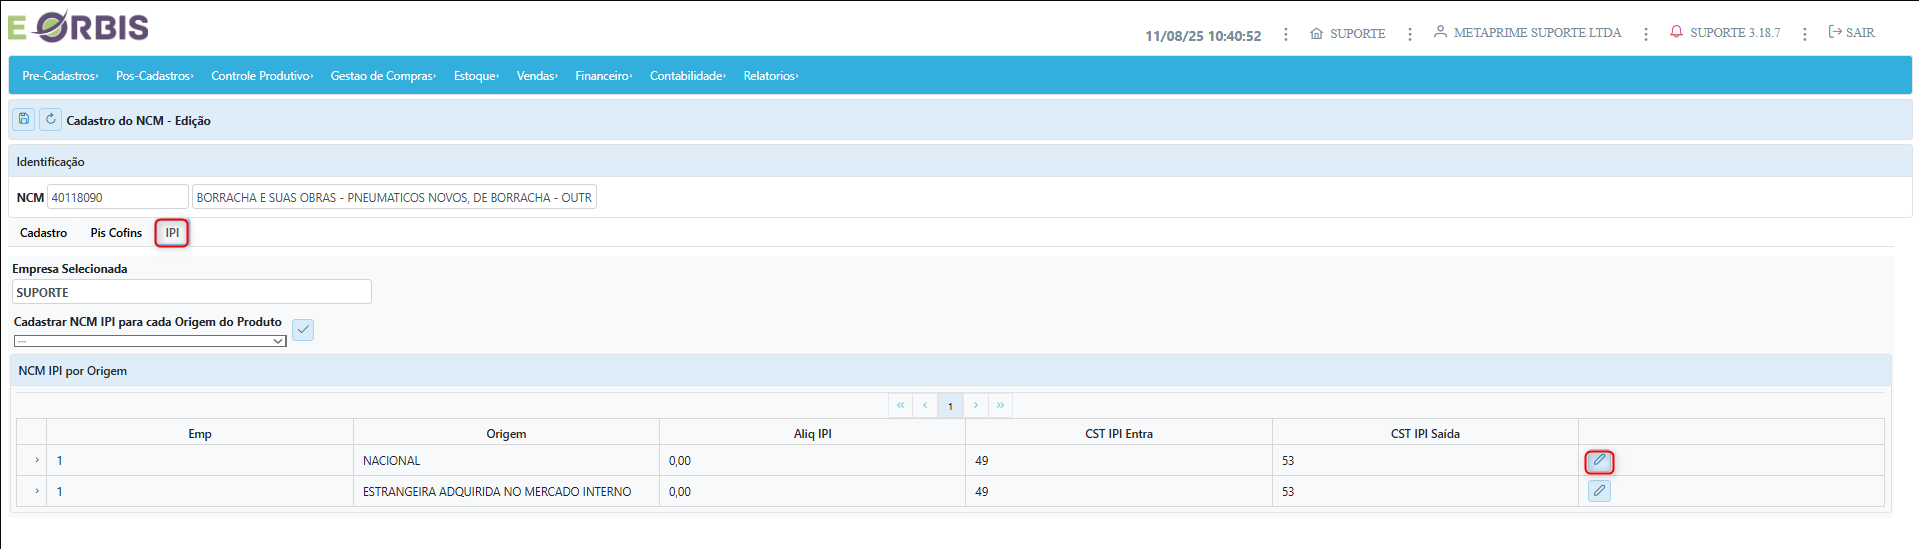 E ORBIS
11/08/25 10:40:52
SUPORTE
METAPRIME SUPORTE LTDA
SUPORTE 3.18.7
SAIR
Pre-Cadastros
Pos-Cadastros
Controle Produtivo
Gestao de Compras
Estoque
Vendas
Financeiro
Contabilidade
Relatorios
Cadastro do NCM - Edição
Identificação
NCM 40118090 BORRACHA E SUAS OBRAS - PNEUMATICOS NOVOS, DE BORRACHA - OUTR
Cadastro Pis Cofins IPI
Empresa Selecionada
SUPORTE
Cadastrar NCM IPI para cada Origem do Produto
---
NCM IPI por Origem
1
Emp Origem Aliq IPI CST IPI Entra CST IPI Saída
1 NACIONAL 0,00 49 53
1 ESTRANGEIRA ADQUIRIDA NO MERCADO INTERNO 0,00 49 53